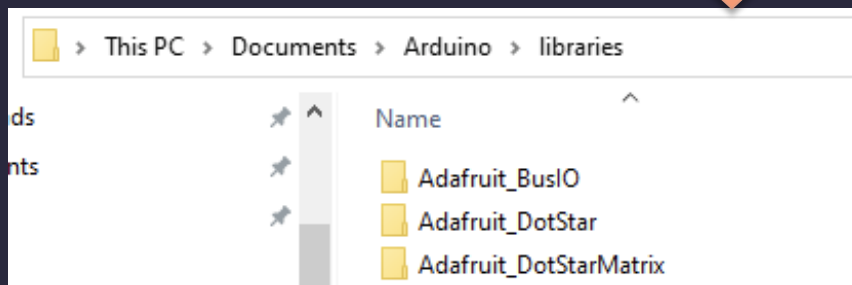 > This PC > Documents > Arduino > libraries
ds
Name
nts
Adafruit_BusIO
Adafruit_DotStar
Adafruit_DotStarMatrix